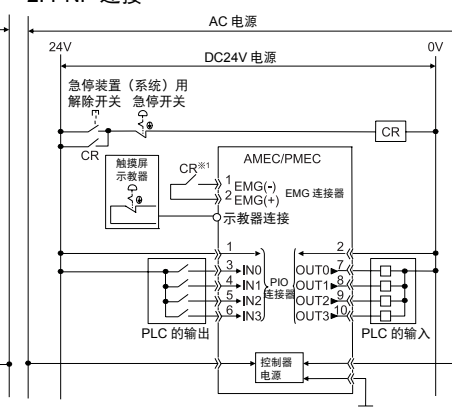 AC 电源
24V
0V
DC24V 电源
急停装置（系统）用
解除开关 急停开关
CR
CR
触摸屏
示教器
CR※1
AMEC/PMEC
1
EMG(-)
2
EMG(+)
EMG 连接器
示教器连接
1
2
3
IN0
OUT0
7
4
IN1
PIO
OUT1
8
5
IN2
连接器
OUT2
9
6
IN3
OUT3
10
PLC 的输出
PLC 的输入
控制器
电源